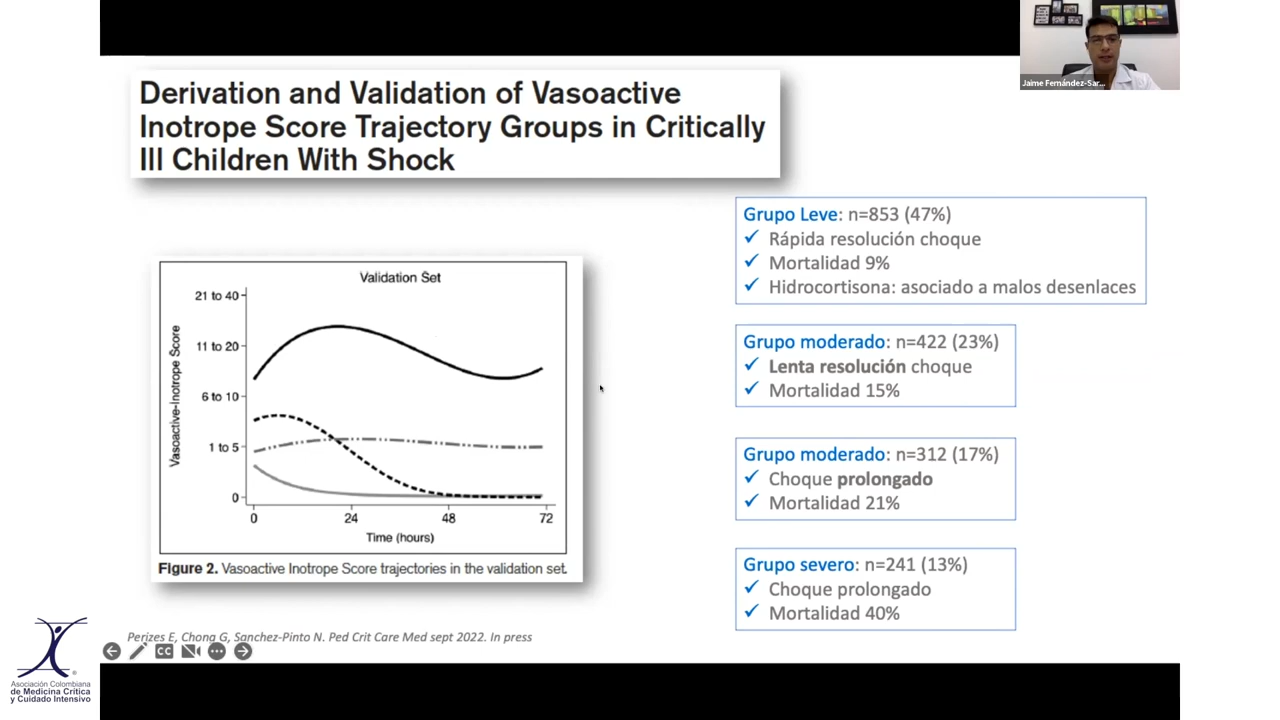 Jaime Fernández-Sar...
Derivation and Validation of Vasoactive
Inotrope Score Trajectory Groups in Critically
Ill Children With Shock
Grupo Leve: n=853 (47%)
✓ Rápida resolución choque
✓ Mortalidad 9%
✓ Hidrocortisona: asociado a malos desenlaces
Grupo moderado: n=422 (23%)
✓ Lenta resolución choque
✓ Mortalidad 15%
Grupo moderado: n=312 (17%)
✓ Choque prolongado
✓ Mortalidad 21%
Grupo severo: n=241 (13%)
✓ Choque prolongado
✓ Mortalidad 40%
Validation Set
Vasoactive-Inotrope Score
21 to 40
11 to 20
6 to 10
1 to 5
0
0 24 48 72
Time (hours)
Figure 2. Vasoactive Inotrope Score trajectories in the validation set.
Perizes E, Chong G, Sanchez-Pinto N. Ped Crit Care Med sept 2022. In press
CC
Asociación Colombiana
de Medicina Crítica
y Cuidado Intensivo